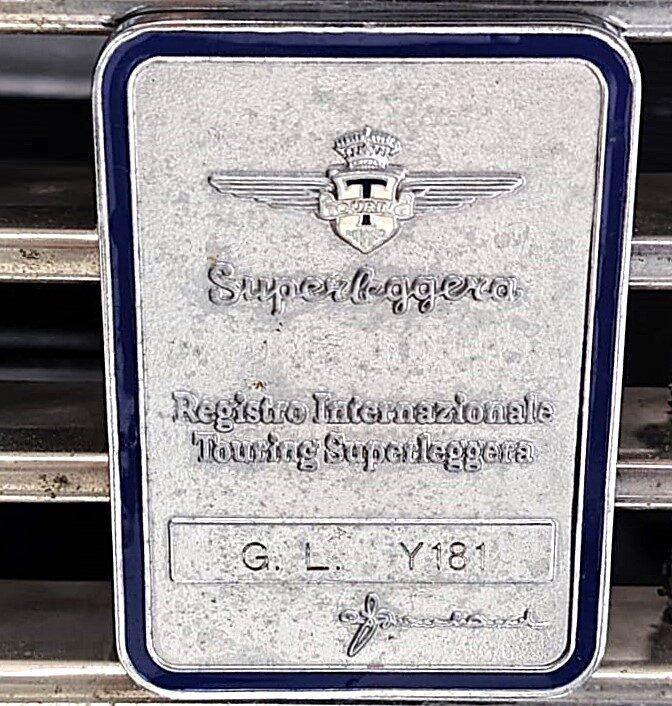 T
TOURING
Superleggera
Registro Internazionale
Touring Superleggera
G. L. Y181